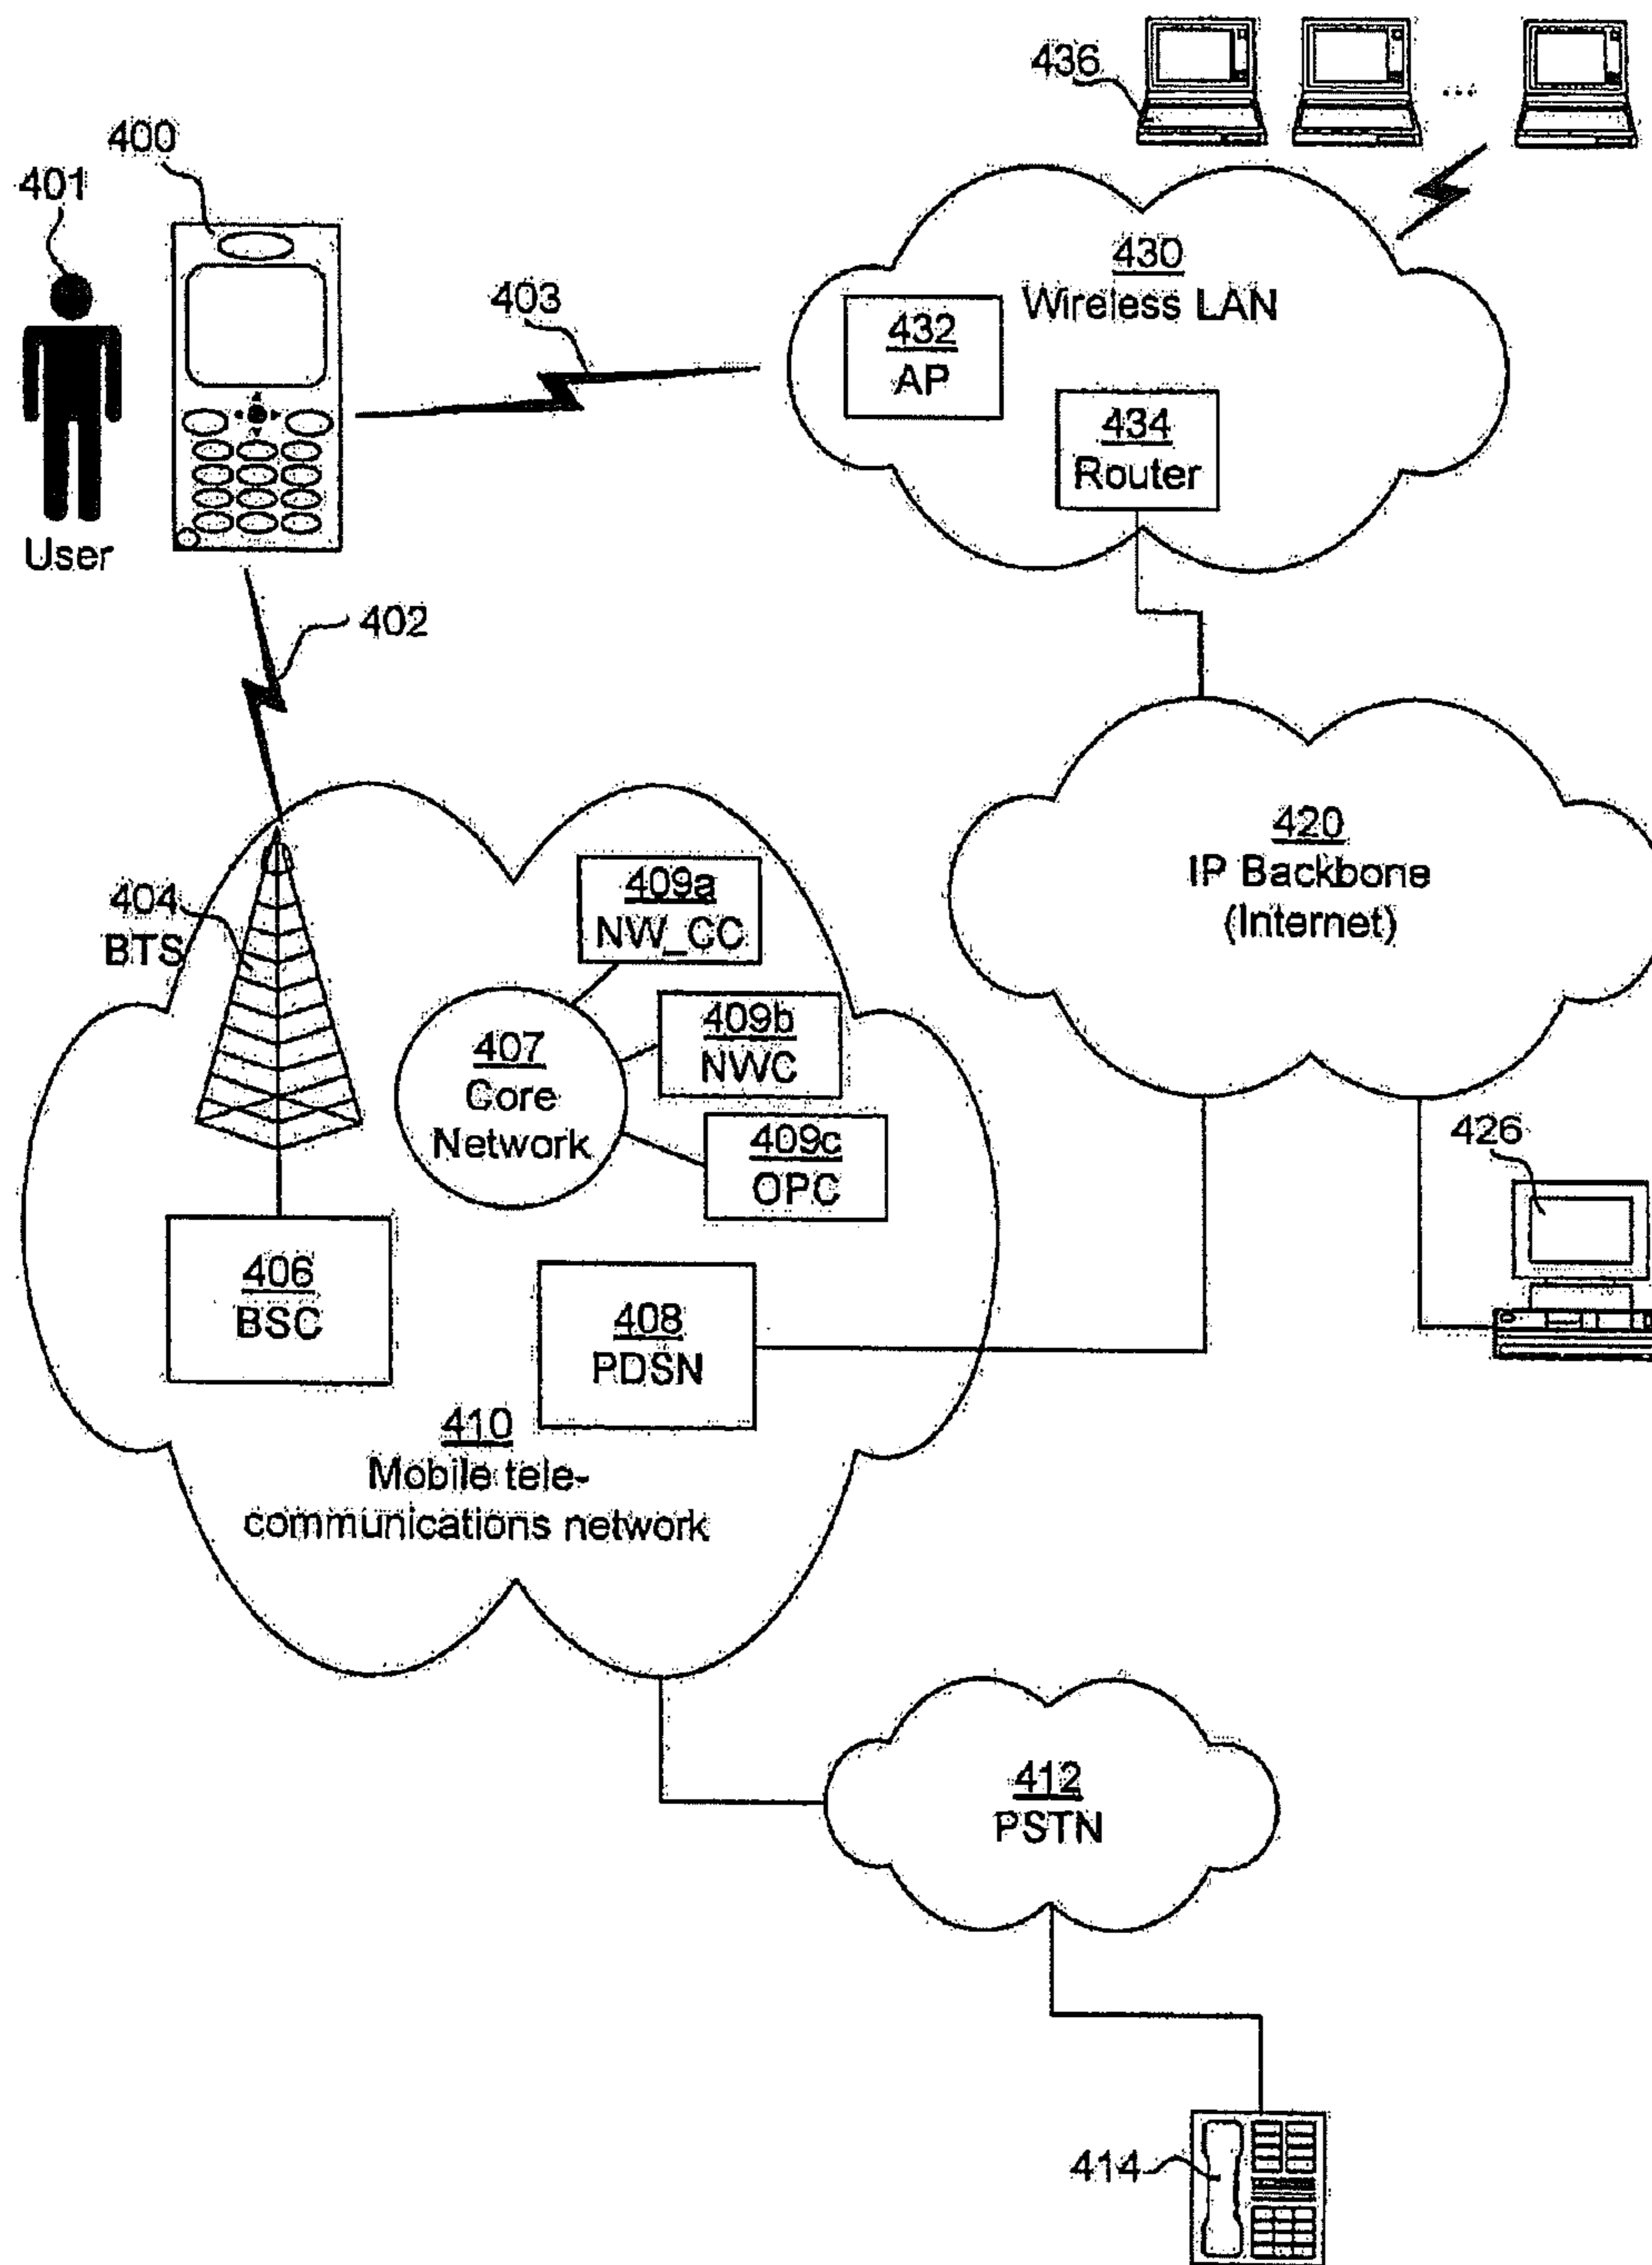 436
400
401
430
Wireless LAN
403
432
AP
434
Router
User
402
420
IP Backbone
(Internet)
404
BTS
409a
NW_CC
409b
NWC
407
Core
Network
409c
OPC
426
406
BSC
408
PDSN
410
Mobile tele-
communications network
412
PSTN
414